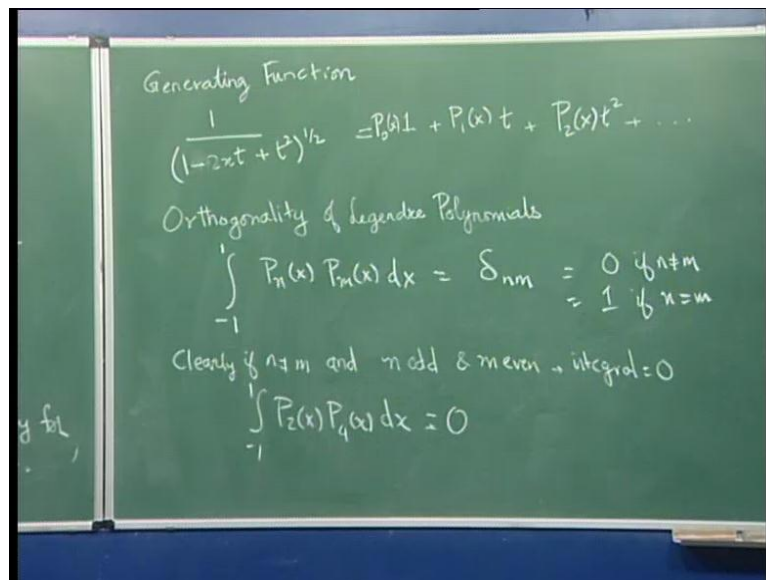 Generating Function
1/(1-2xt + t²)^1/2 = P₀(x)1 + P₁(x) t + P₂(x)t² + ...
Orthogonality of Legendre Polynomials
∫₋₁¹ Pₙ(x) Pₘ(x) dx = δₙₘ = 0 if n≠m
= 1 if n=m
Clearly if n≠m and n odd & m even → integral = 0
∫₋₁¹ P₂(x) P₄(x) dx = 0
y for,